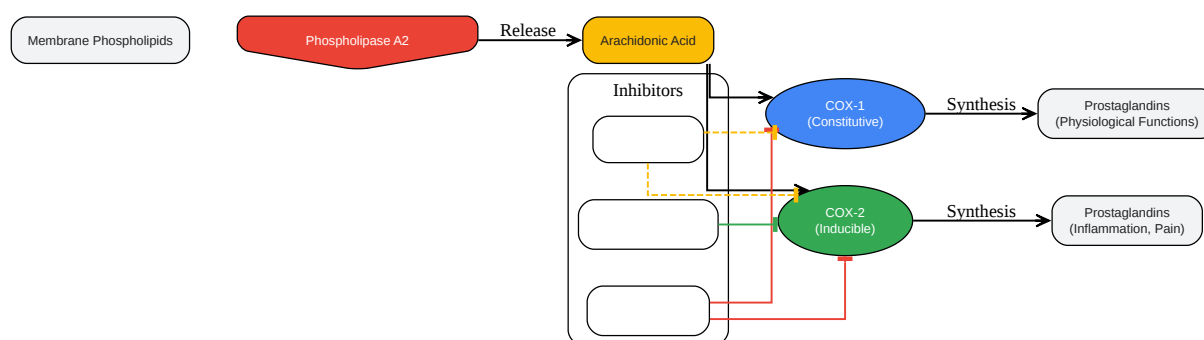 Membrane Phospholipids
Phospholipase A2
Release
Arachidonic Acid
Inhibitors
COX-1
(Constitutive)
Synthesis
Prostaglandins
(Physiological Functions)
COX-2
(Inducible)
Synthesis
Prostaglandins
(Inflammation, Pain)